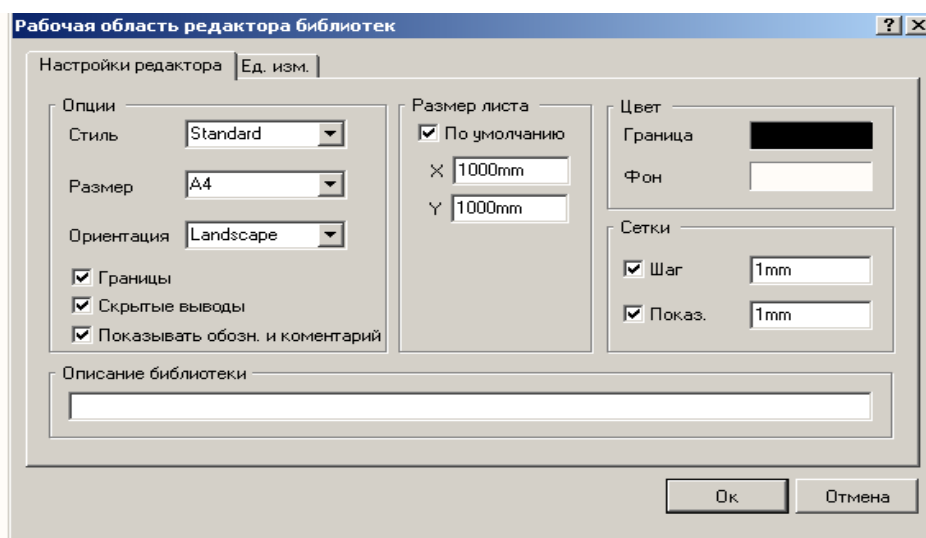 Рабочая область редактора библиотек
Настройки редактора
Ед. изм.
Опции
Стиль
Standard
Размер
A4
Ориентация
Landscape
Границы
Скрытые выводы
Показывать обозн. и коментарий
Размер листа
По умолчанию
X 1000mm
Y 1000mm
Цвет
Граница
Фон
Сетки
Шаг 1mm
Показ. 1mm
Описание библиотеки
Ок
Отмена